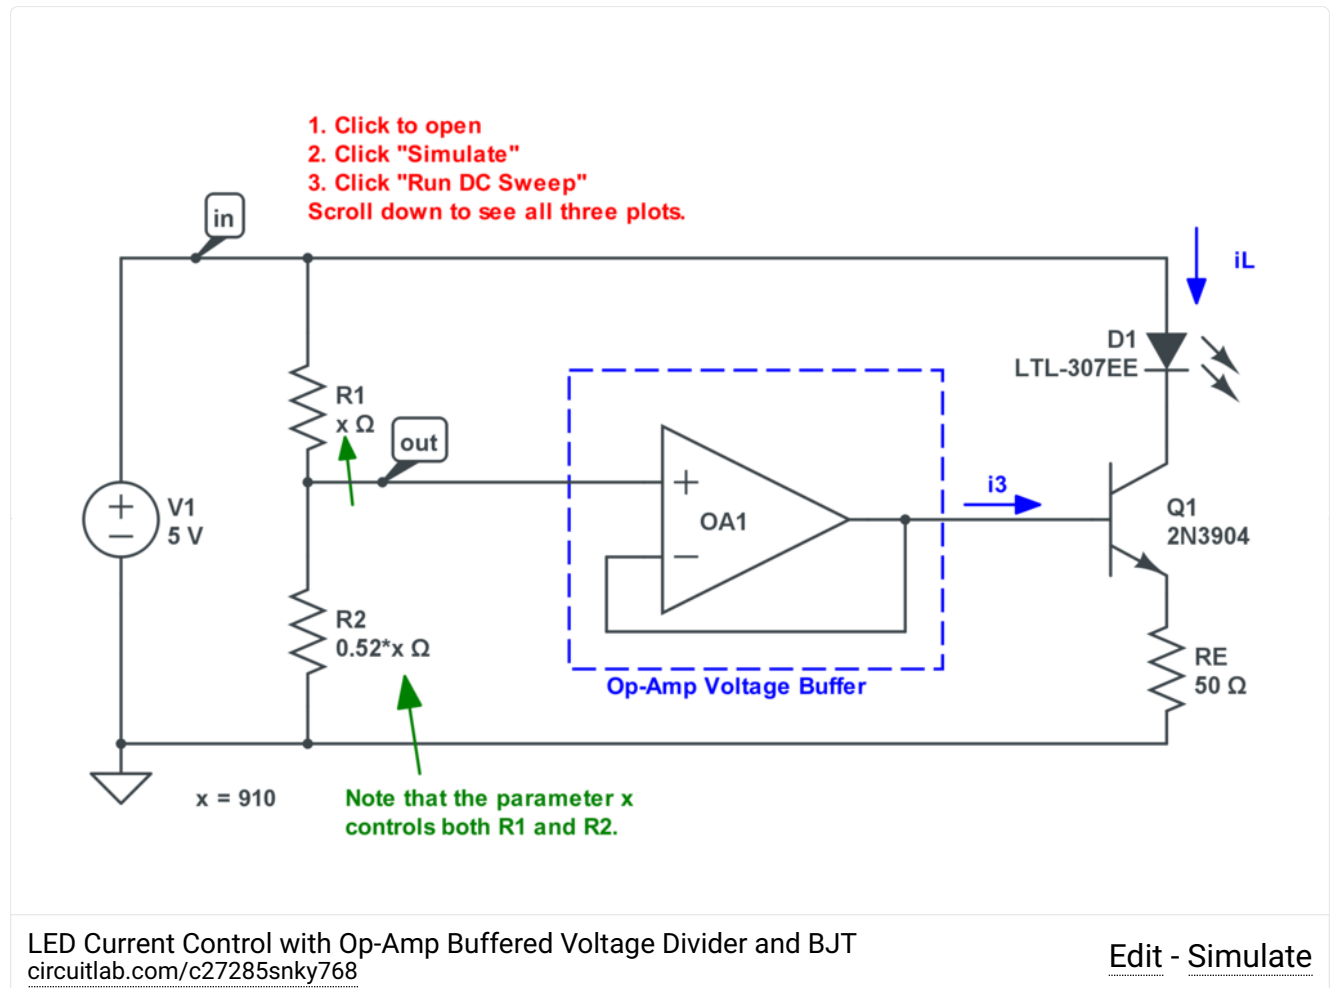 1. Click to open
2. Click "Simulate"
3. Click "Run DC Sweep"
Scroll down to see all three plots.
in
iL
D1
LTL-307EE
R1
x Ω
out
+
i3
V1
5 V
+
−
OA1
−
Q1
2N3904
R2
0.52*x Ω
RE
50 Ω
Op-Amp Voltage Buffer
x = 910
Note that the parameter x
controls both R1 and R2.
LED Current Control with Op-Amp Buffered Voltage Divider and BJT
circuitlab.com/c27285snky768
Edit - Simulate